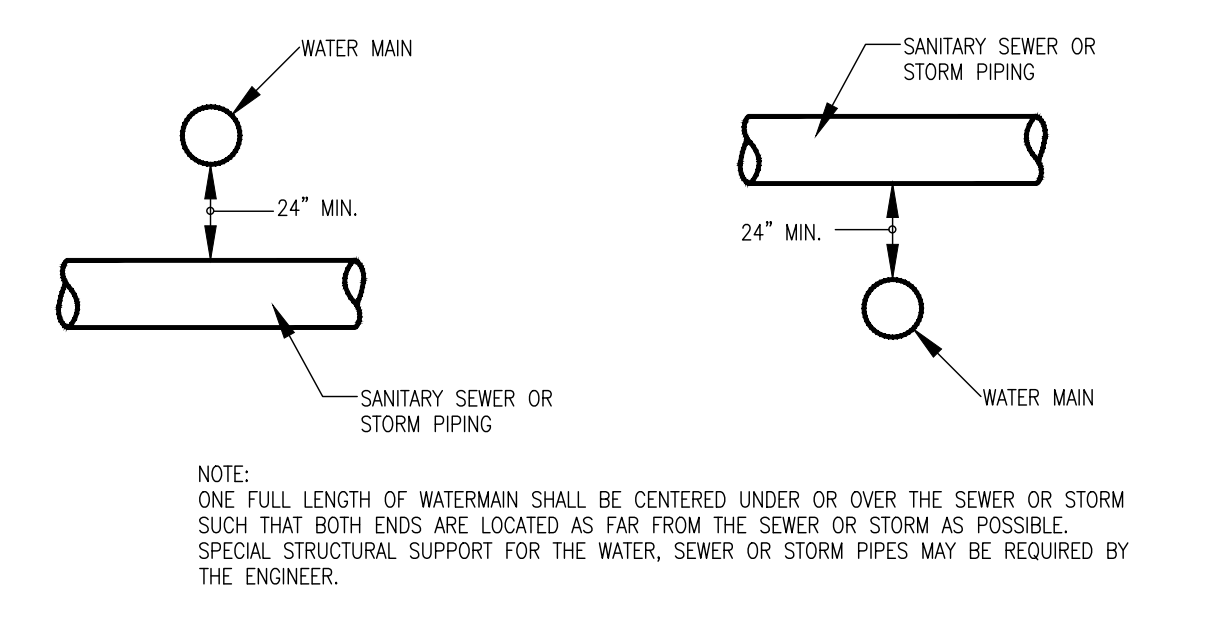 WATER MAIN
24" MIN.
SANITARY SEWER OR
STORM PIPING
SANITARY SEWER OR
STORM PIPING
24" MIN.
WATER MAIN
NOTE:
ONE FULL LENGTH OF WATERMAIN SHALL BE CENTERED UNDER OR OVER THE SEWER OR STORM
SUCH THAT BOTH ENDS ARE LOCATED AS FAR FROM THE SEWER OR STORM AS POSSIBLE.
SPECIAL STRUCTURAL SUPPORT FOR THE WATER, SEWER OR STORM PIPES MAY BE REQUIRED BY
THE ENGINEER.